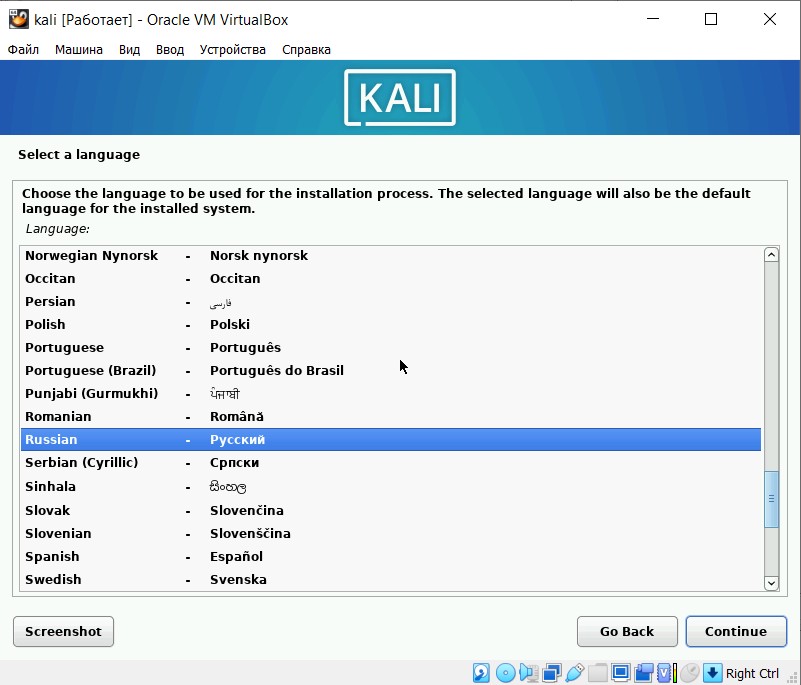 kali [Работает] - Oracle VM VirtualBox
Файл Машина Вид Ввод Устройства Справка
KALI
Select a language
Choose the language to be used for the installation process. The selected language will also be the default
language for the installed system.
Language:
Norwegian Nynorsk - Norsk nynorsk
Occitan - Occitan
Persian - فارسی
Polish - Polski
Portuguese - Português
Portuguese (Brazil) - Português do Brasil
Punjabi (Gurmukhi) - ਪੰਜਾਬੀ
Romanian - Română
Russian - Русский
Serbian (Cyrillic) - Српски
Sinhala - සිංහල
Slovak - Slovenčina
Slovenian - Slovenščina
Spanish - Español
Swedish - Svenska
Screenshot Go Back Continue
Right Ctrl